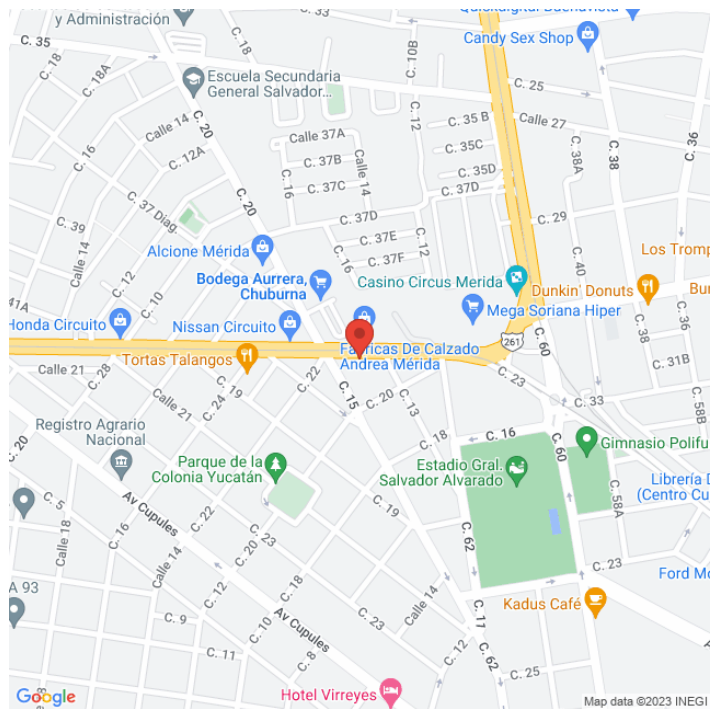 y Administración
Quickdigital Buenavista
Candy Sex Shop
C. 33
C. 35
C. 18
C. 18A
Escuela Secundaria
General Salvador...
C. 10B
C. 25
Calle 14
C. 20
C. 35 B
Calle 27
C. 36
C. 16
Calle 37A
C. 38
C. 12A
C. 37B
Calle 14
C. 12
C. 35C
C. 38A
C. 35D
C. 37C
C. 16
C. 37D
C. 37 Diag.
C. 20
C. 39
C. 37D
C. 29
Calle 14
C. 37E
C. 12
C. 40
Alcione Mérida
C. 16
C. 37F
Los Tromp
C. 12
Bodega Aurrera,
Chuburna
Casino Circus Merida
C. 10
Dunkin' Donuts
Bu
41A
Mega Soriana Hiper
Honda Circuito
Nissan Circuito
C. 38
C. 36
261
C. 60
Fabricas De Calzado
Andrea Mérida
Tortas Talangos
C. 31B
Calle 21
C. 28
C. 19
C. 22
C. 23
C. 15
C. 20
C. 13
C. 33
C. 58B
C. 24
Calle 21
Registro Agrario
Nacional
C. 20
C. 18
C. 16
C. 60
Gimnasio Polifu
Parque de la
Colonia Yucatán
Estadio Gral.
Salvador Alvarado
Librería D
(Centro Cu
C. 5
Av Cupules
C. 58A
C. 19
C. 22
C. 16
Calle 18
C. 23
C. 62
C. 20
Calle 14
C. 18
C. 23
Ford Mo
A 93
C. 12
Calle 14
Kadus Café
C. 9
C. 10
Av Cupules
C. 23
C. 11
C. 11
C. 8
C. 12
C. 62
C. 25
Hotel Virreyes
Google
Map data ©2023 INEGI